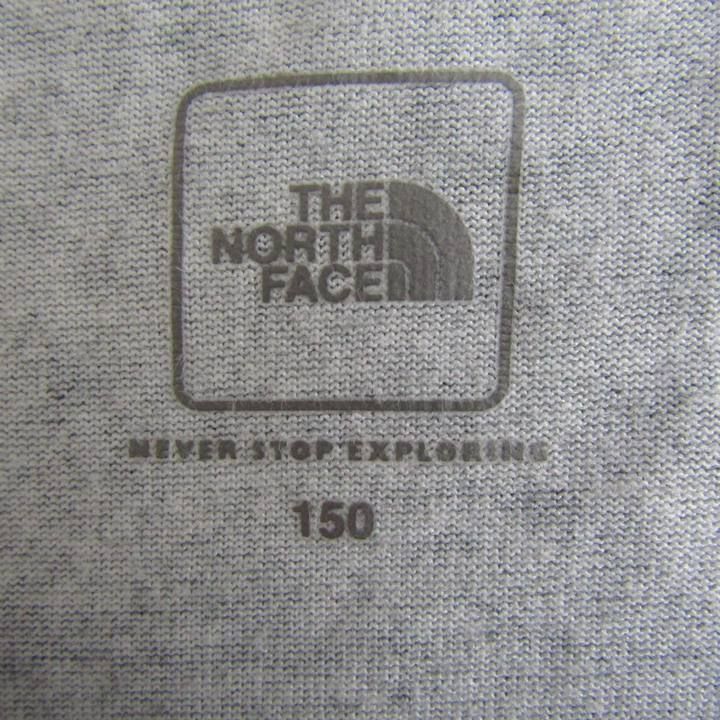 THE
NORTH
FACE
NEVER STOP EXPLORING
150